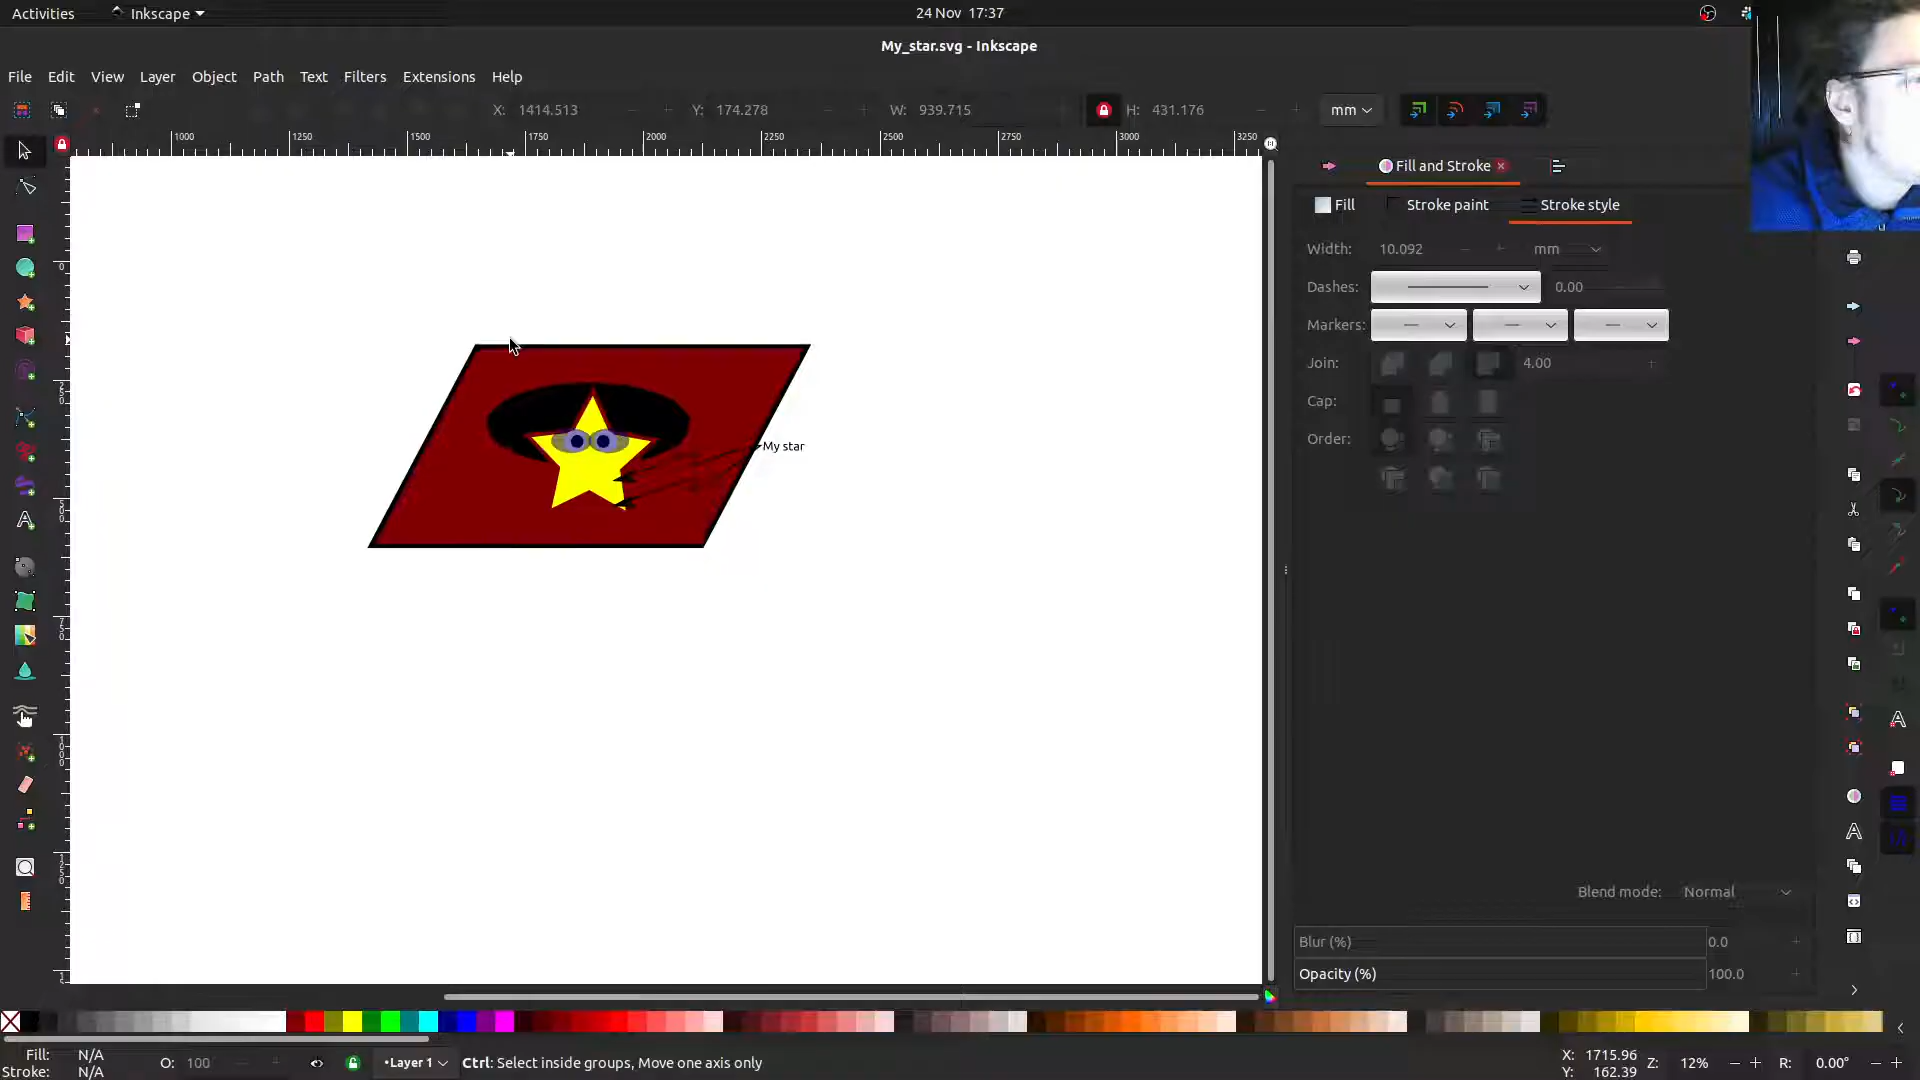 Activities
Inkscape
24 Nov 17:37
My_star.svg - Inkscape
File Edit View Layer Object Path Text Filters Extensions Help
X: 1414.513 Y: 174.278 W: 939.715 H: 431.176 mm
1000 1250 1500 1750 2000 2250 2500 2750 3000 3250
Fill and Stroke
Fill Stroke paint Stroke style
Width: 10.092 mm
Dashes: 0.00
Markers:
Join: 4.00
Cap:
Order:
My star
Blend mode: Normal
Blur (%) 0.0
Opacity (%) 100.0
Fill: N/A
Stroke: N/A
O: 100
•Layer 1
Ctrl: Select inside groups, Move one axis only
X: 1715.96
Y: 162.39
Z: 12%
R: 0.00°